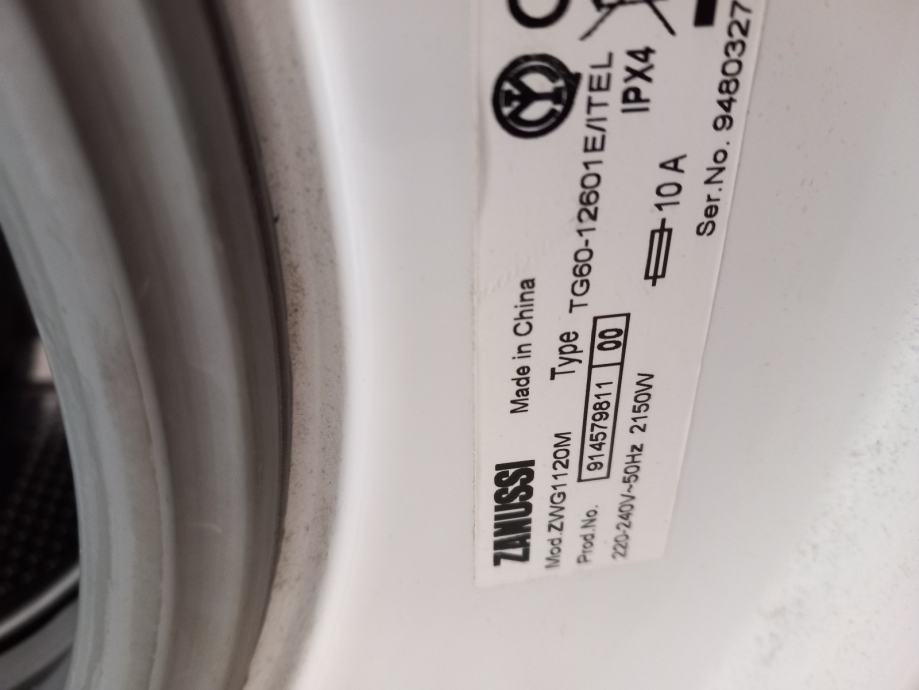 ZANUSSI Made in China
Mod.ZWG1120M Type TG60-12601E/ITEL
Prod.No. 914579811 00 IPX4
220-240V~50Hz 2150W 10 A
Ser.No. 9480327